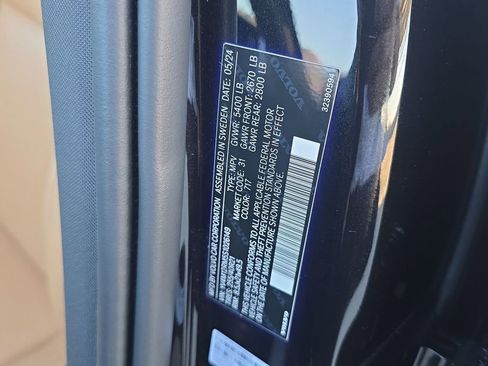 VOLVO
MFD BY VOLVO CAR CORPORATION ASSEMBLED IN SWEDEN DATE: 05/24
TYPE: MPV GVWR: 5400 LB
MARKET CODE: 31 GAWR FRONT: 2670 LB
COLOR: 717 GAWR REAR: 2800 LB
THIS VEHICLE CONFORMS TO ALL APPLICABLE FEDERAL MOTOR
VEHICLE SAFETY AND THEFT PREVENTION STANDARDS IN EFFECT
ON THE DATE OF MANUFACTURE SHOWN ABOVE.
32390594